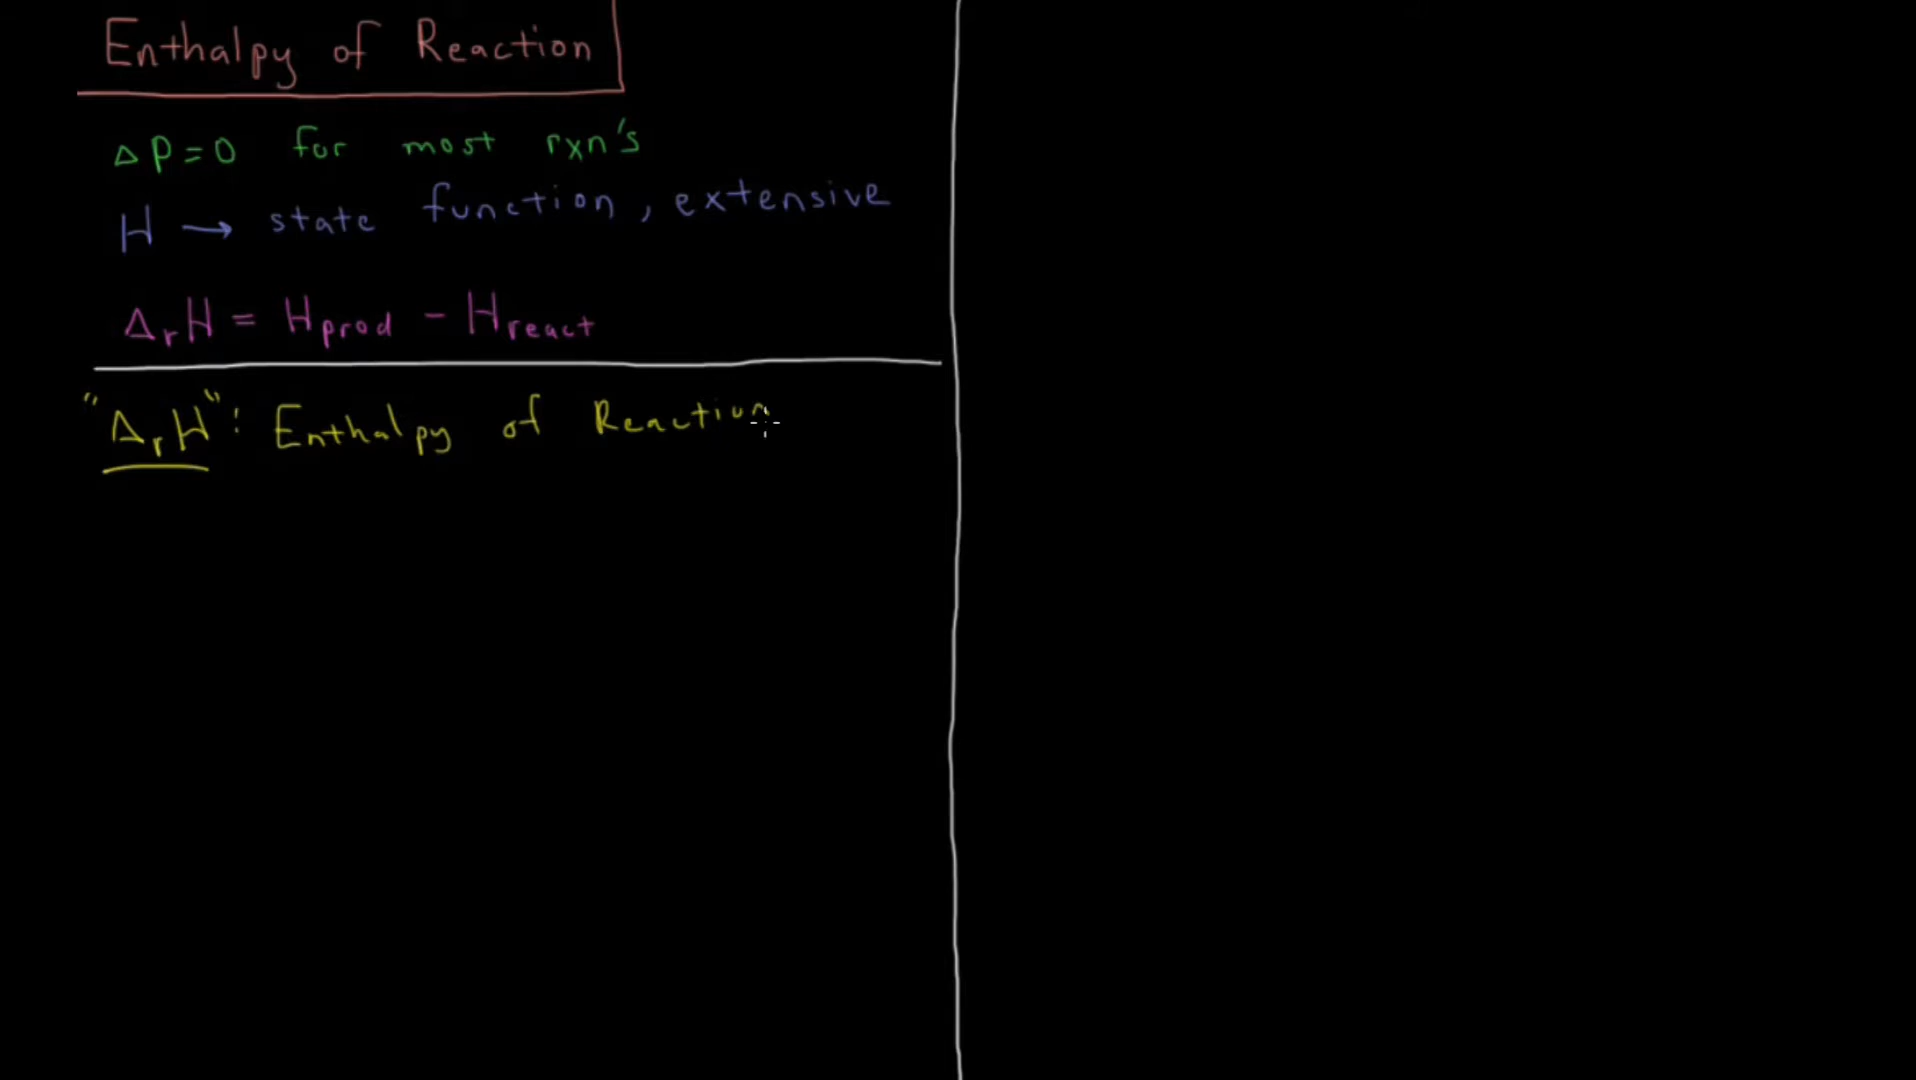 Enthalpy of Reaction
ΔP=0 for most rxn's
H → state function, extensive
ΔrH = Hprod - Hreact
"ΔrH": Enthalpy of Reaction